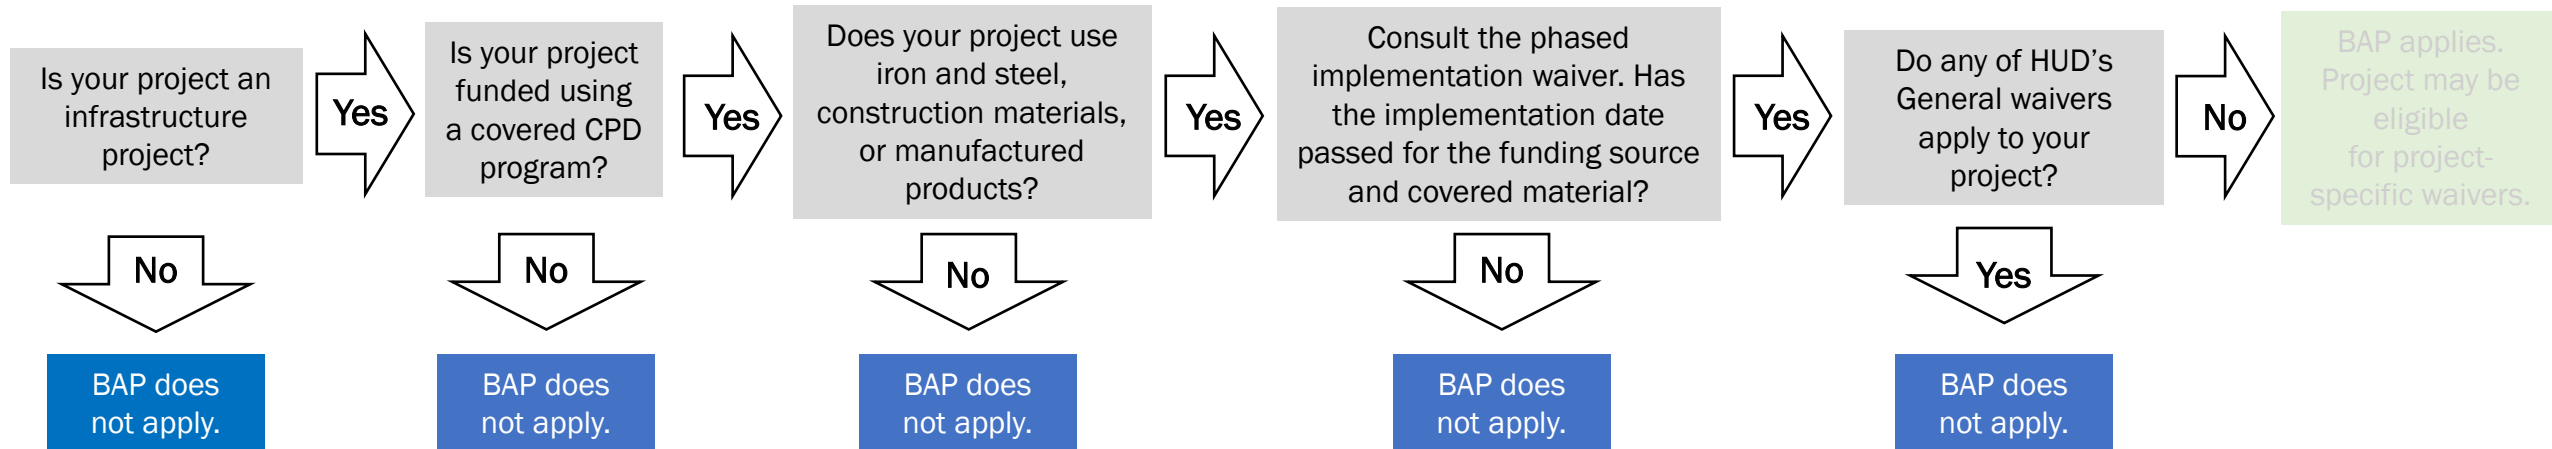 Is your project an
infrastructure
project?
Yes
Is your project
funded using
a covered CPD
program?
Yes
Does your project use
iron and steel,
construction materials,
or manufactured
products?
Yes
Consult the phased
implementation waiver. Has
the implementation date
passed for the funding source
and covered material?
Yes
Do any of HUD's
General waivers
apply to your
project?
No
BAP applies.
Project may be
eligible
for project-
specific waivers.
No
No
No
No
Yes
BAP does
not apply.
BAP does
not apply.
BAP does
not apply.
BAP does
not apply.
BAP does
not apply.